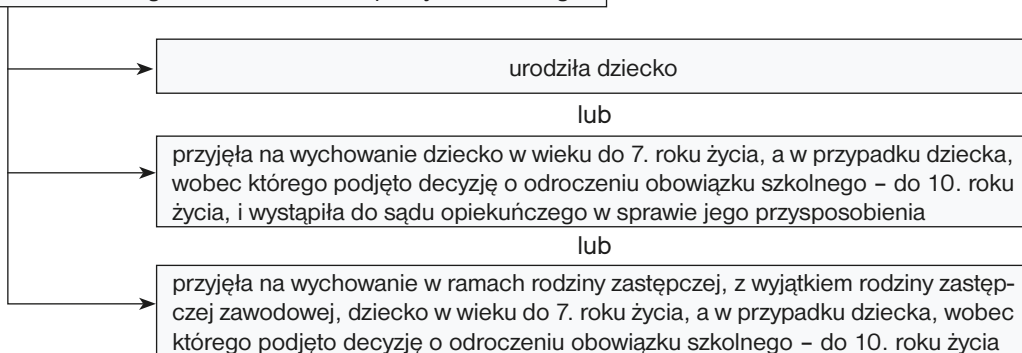 urodziła dziecko
lub
przyjęła na wychowanie dziecko w wieku do 7. roku życia, a w przypadku dziecka,
wobec którego podjęto decyzję o odroczeniu obowiązku szkolnego – do 10. roku
życia, i wystąpiła do sądu opiekuńczego w sprawie jego przysposobienia
lub
przyjęła na wychowanie w ramach rodziny zastępczej, z wyjątkiem rodziny zastęp-
czej zawodowej, dziecko w wieku do 7. roku życia, a w przypadku dziecka, wobec
którego podjęto decyzję o odroczeniu obowiązku szkolnego – do 10. roku życia